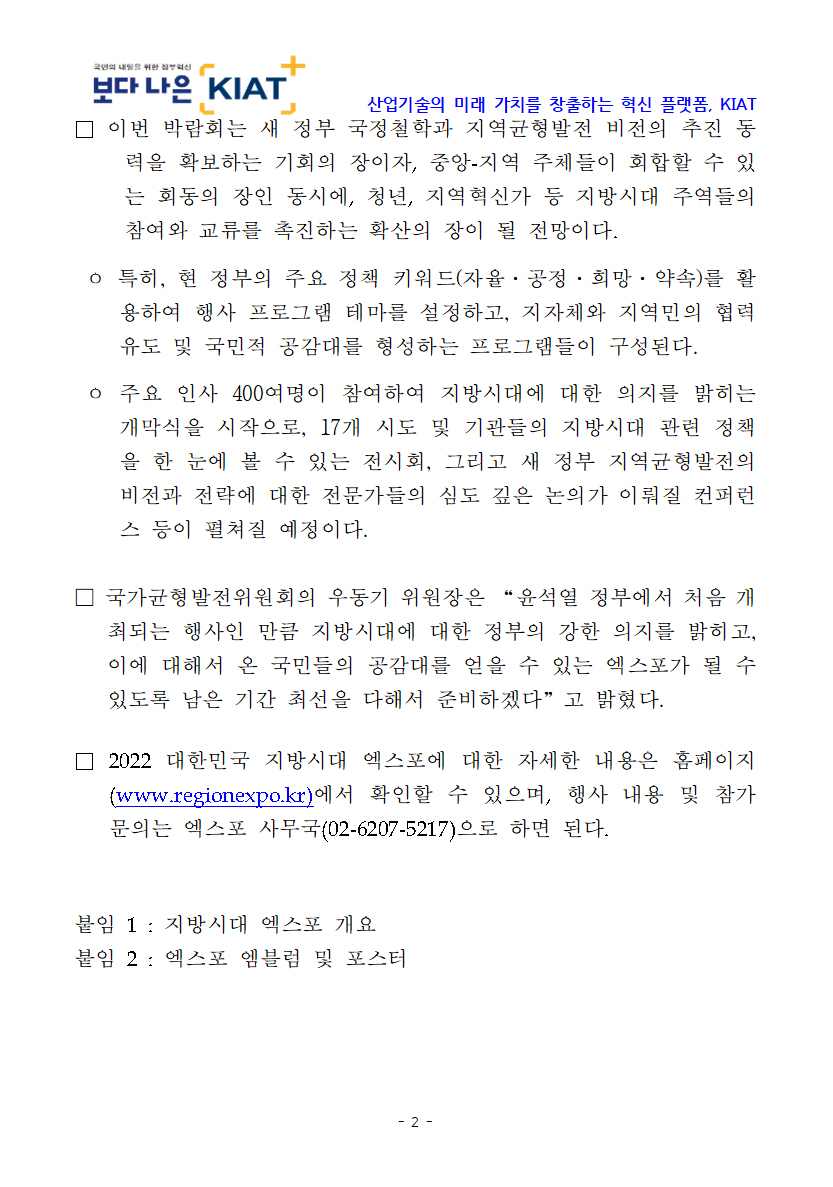 국민의 내일을 위한 정부혁신
보다 나은 KIAT+
산업기술의 미래 가치를 창출하는 혁신 플랫폼, KIAT
□ 이번 박람회는 새 정부 국정철학과 지역균형발전 비전의 추진 동
력을 확보하는 기회의 장이자, 중앙-지역 주체들이 회합할 수 있
는 회동의 장인 동시에, 청년, 지역혁신가 등 지방시대 주역들의
참여와 교류를 촉진하는 확산의 장이 될 전망이다.
ㅇ 특히, 현 정부의 주요 정책 키워드(자율·공정·희망·약속)를 활
용하여 행사 프로그램 테마를 설정하고, 지자체와 지역민의 협력
유도 및 국민적 공감대를 형성하는 프로그램들이 구성된다.
ㅇ 주요 인사 400여명이 참여하여 지방시대에 대한 의지를 밝히는
개막식을 시작으로, 17개 시도 및 기관들의 지방시대 관련 정책
을 한 눈에 볼 수 있는 전시회, 그리고 새 정부 지역균형발전의
비전과 전략에 대한 전문가들의 심도 깊은 논의가 이뤄질 컨퍼런
스 등이 펼쳐질 예정이다.
□ 국가균형발전위원회의 우동기 위원장은 “윤석열 정부에서 처음 개
최되는 행사인 만큼 지방시대에 대한 정부의 강한 의지를 밝히고,
이에 대해서 온 국민들의 공감대를 얻을 수 있는 엑스포가 될 수
있도록 남은 기간 최선을 다해서 준비하겠다”고 밝혔다.
□ 2022 대한민국 지방시대 엑스포에 대한 자세한 내용은 홈페이지
(www.regionexpo.kr)에서 확인할 수 있으며, 행사 내용 및 참가
문의는 엑스포 사무국(02-6207-5217)으로 하면 된다.
붙임 1 : 지방시대 엑스포 개요
붙임 2 : 엑스포 엠블럼 및 포스터
- 2 -